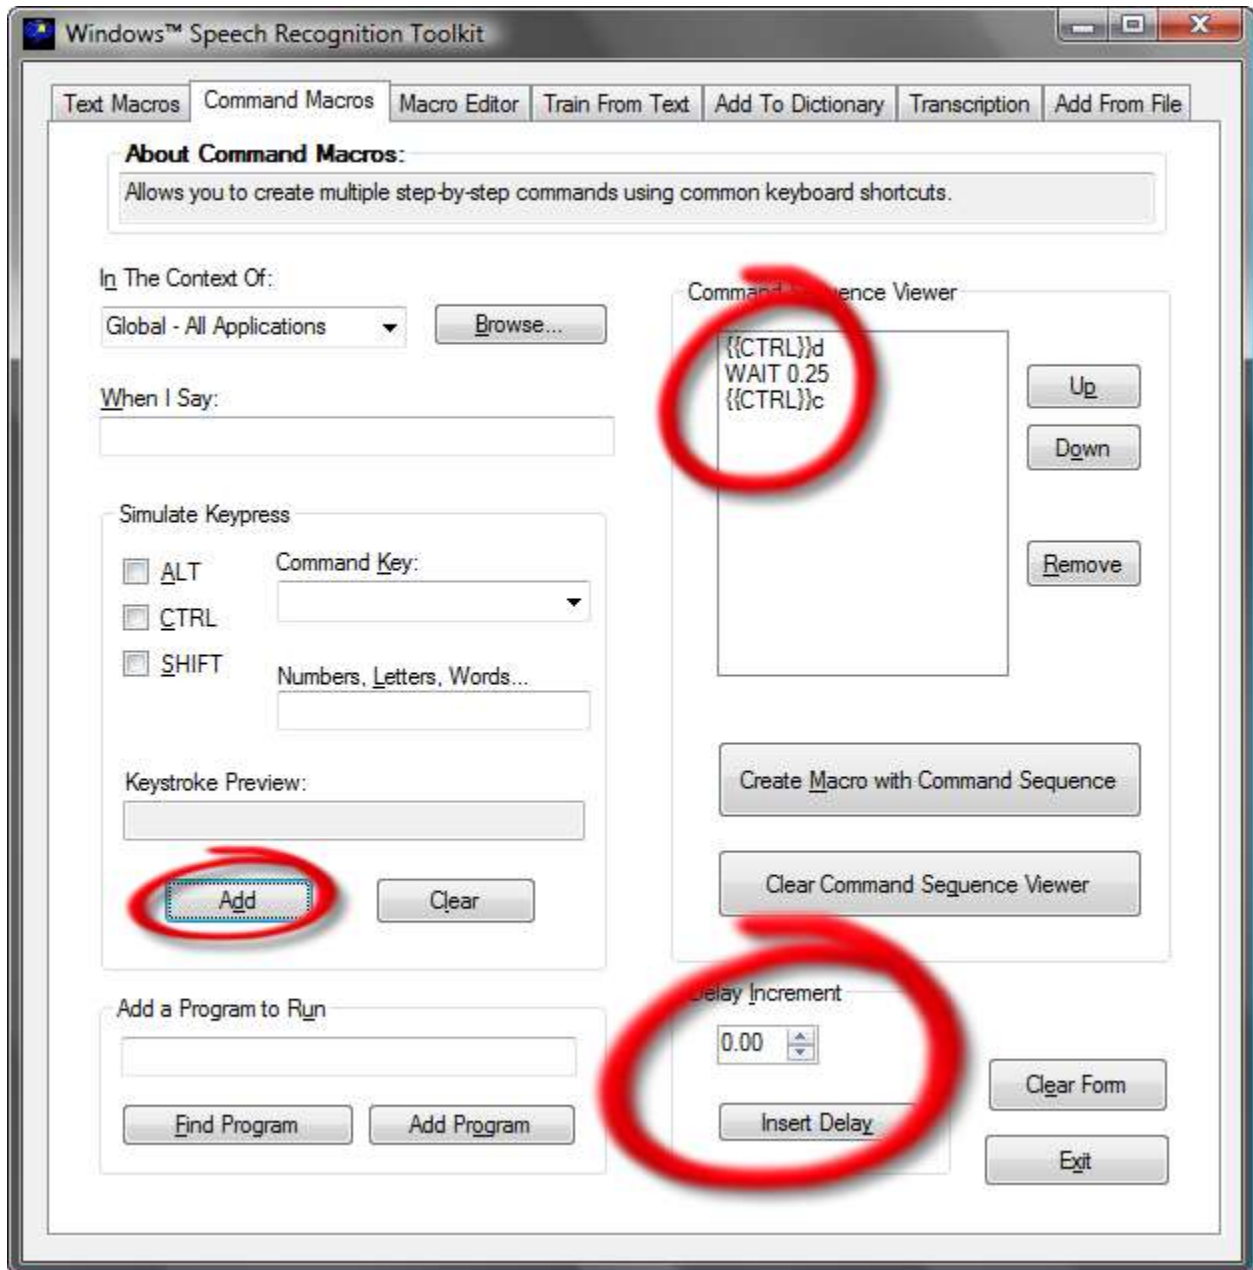 Windows™ Speech Recognition Toolkit
Text Macros Command Macros Macro Editor Train From Text Add To Dictionary Transcription Add From File
About Command Macros:
Allows you to create multiple step-by-step commands using common keyboard shortcuts.
In The Context Of:
Global - All Applications
Browse...
When I Say:
Simulate Keypress
ALT
CTRL
SHIFT
Command Key:
Numbers, Letters, Words...
Keystroke Preview:
Add
Clear
Add a Program to Run
Find Program
Add Program
Command Sequence Viewer
{{CTRL}}d
WAIT 0.25
{{CTRL}}c
Up
Down
Remove
Create Macro with Command Sequence
Clear Command Sequence Viewer
Delay Increment
0.00
Insert Delay
Clear Form
Exit